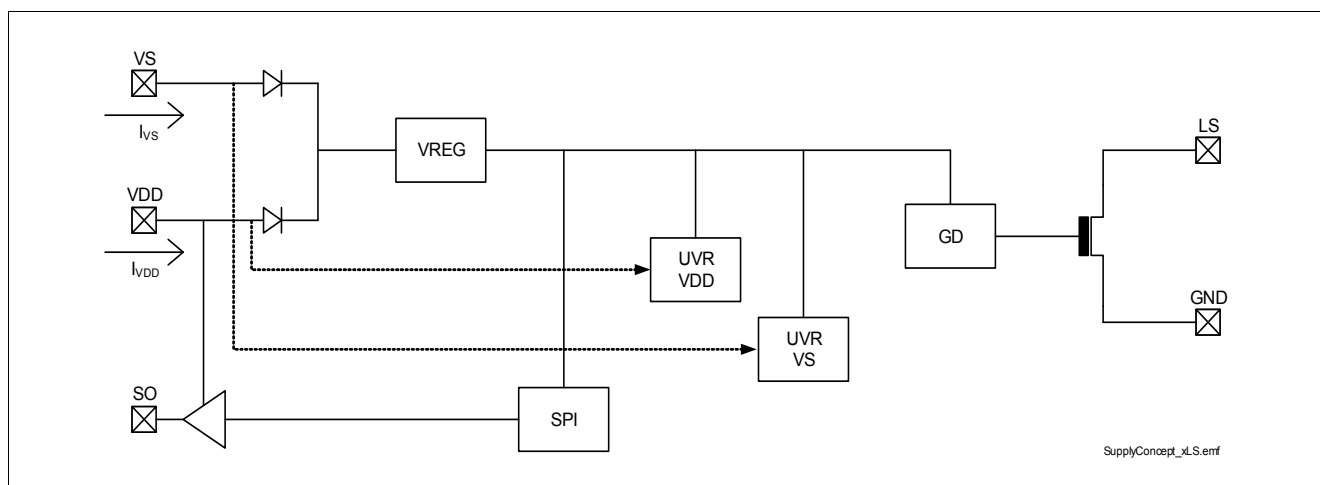 VS
IVS
VREG
LS
VDD
IVDD
GD
UVR
VDD
GND
UVR
VS
SO
SPI
SupplyConcept_xLS.emf